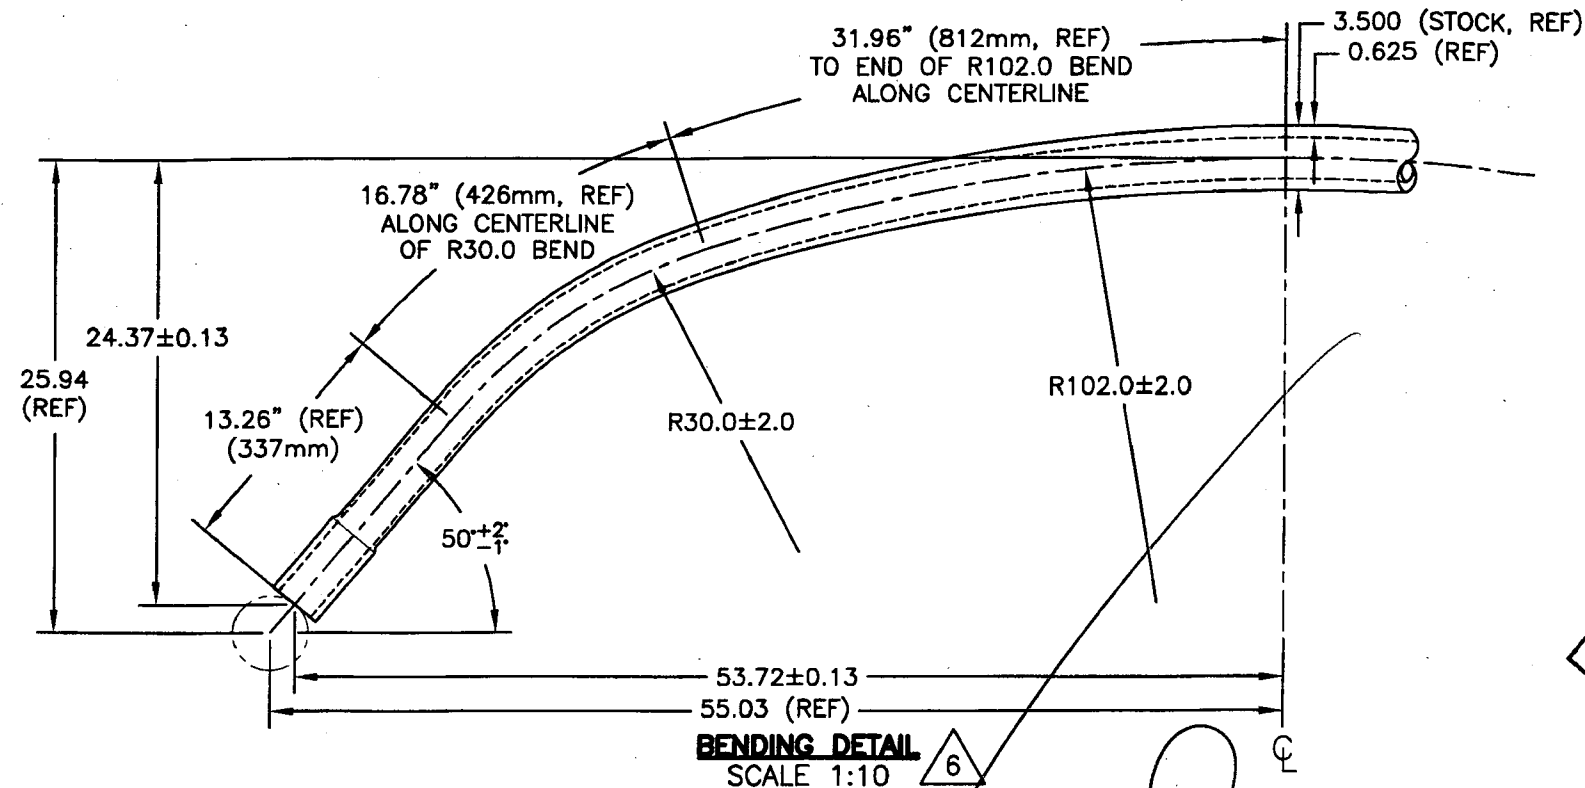 3.500 (STOCK, REF)
0.625 (REF)
31.96" (812mm, REF)
TO END OF R102.0 BEND
ALONG CENTERLINE
16.78" (426mm, REF)
ALONG CENTERLINE
OF R30.0 BEND
24.37±0.13
25.94
(REF)
13.26" (REF)
(337mm)
R30.0±2.0
R102.0±2.0
50°+2°
-1°
53.72±0.13
55.03 (REF)
BENDING DETAIL
SCALE 1:10
6
℄